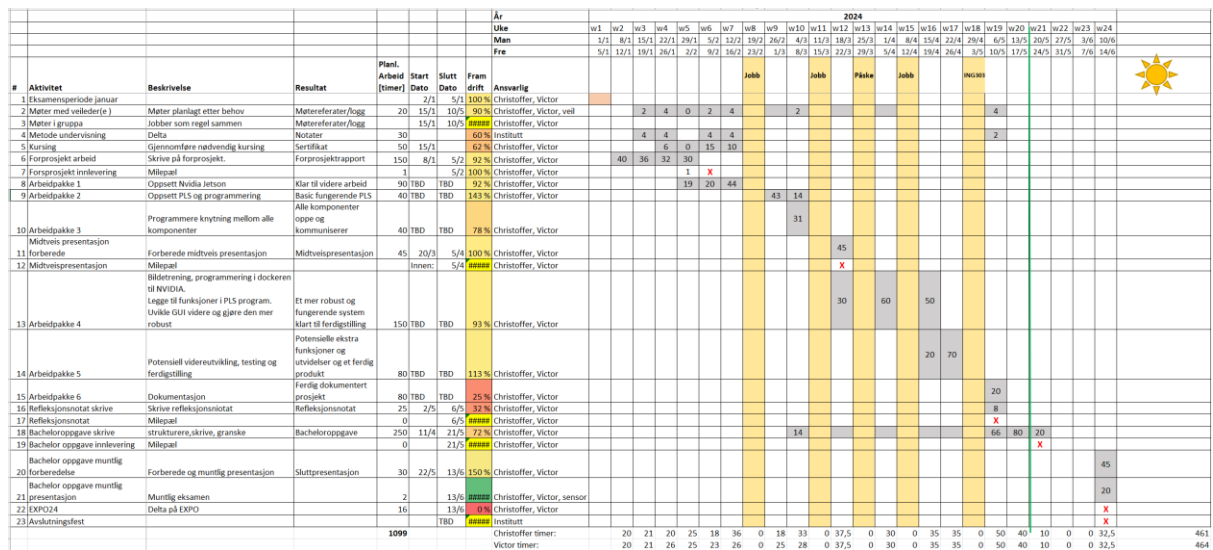 År 2024
Uke w1 w2 w3 w4 w5 w6 w7 w8 w9 w10 w11 w12 w13 w14 w15 w16 w17 w18 w19 w20 w21 w22 w23 w24
Man 1/1 8/1 15/1 22/1 29/1 5/2 12/2 19/2 26/2 4/3 11/3 18/3 25/3 1/4 8/4 15/4 22/4 29/4 6/5 13/5 20/5 27/5 3/6 10/6
Fre 5/1 12/1 19/1 26/1 2/2 9/2 16/2 23/2 1/3 8/3 15/3 22/3 29/3 5/4 12/4 19/4 26/4 3/5 10/5 17/5 24/5 31/5 7/6 14/6
Planl.
Arbeid Start Slutt Fram Jobb Jobb Påske Jobb ING303
# Aktivitet Beskrivelse Resultat [timer] Dato Dato drift Ansvarlig
1 Eksamensperiode januar 2/1 5/1 100 % Christoffer, Victor
2 Møter med veileder(e ) Møter planlagt etter behov Møtereferater/logg 20 15/1 10/5 90 % Christoffer, Victor, veil 2 4 0 2 4 2 4
3 Møter i gruppa Jobber som regel sammen Møtereferater/logg 15/1 10/5 ##### Christoffer, Victor
4 Metode undervisning Delta Notater 30 60 % Institutt 4 4 4 4 2
5 Kursing Gjennomføre nødvendig kursing Sertifikat 50 15/1 62 % Christoffer, Victor 6 0 15 10
6 Forprosjekt arbeid Skrive på forprosjekt. Forprosjektrapport 150 8/1 5/2 92 % Christoffer, Victor 40 36 32 30
7 Forsprosjekt innlevering Milepæl 1 5/2 100 % Christoffer, Victor 1 X
8 Arbeidpakke 1 Oppsett Nvidia Jetson Klar til videre arbeid 90 TBD TBD 92 % Christoffer, Victor 19 20 44
9 Arbeidpakke 2 Oppsett PLS og programmering Basic fungerende PLS 40 TBD TBD 143 % Christoffer, Victor 43 14
Alle komponenter
Programmere knytning mellom alle oppe og 31
10 Arbeidpakke 3 komponenter kommuniserer 40 TBD TBD 78 % Christoffer, Victor
Midtveis presentasjon 45
11 forberede Forberede midtveis presentasjon Midtveispresentasjon 45 20/3 5/4 100 % Christoffer, Victor
12 Midtveispresentasjon Milepæl Innen: 5/4 ##### Christoffer, Victor X
Bildetrening, programmering i dockeren
til NVIDIA.
Legge til funksjoner i PLS program. Et mer robust og 30 60 50
Uvikle GUI videre og gjøre den mer fungerende system
13 Arbeidpakke 4 robust klart til ferdigstilling 150 TBD TBD 93 % Christoffer, Victor
Potensielle ekstra
funksjoner og
Potensiell videreutvikling, testing og utvidelser og et ferdig 20 70
14 Arbeidpakke 5 ferdigstilling produkt 80 TBD TBD 113 % Christoffer, Victor
Ferdig dokumentert 20
15 Arbeidpakke 6 Dokumentasjon prosjekt 80 TBD TBD 25 % Christoffer, Victor
16 Refleksjonsnotat skrive Skrive refleksjonsniotat Refleksjonsnotat 25 2/5 6/5 32 % Christoffer, Victor 8
17 Refleksjonsnotat Milepæl 0 6/5 ##### Christoffer, Victor X
18 Bacheloroppgave skrive strukturere,skrive, granske Bacheloroppgave 250 11/4 21/5 72 % Christoffer, Victor 14 66 80 20
19 Bachelor oppgave innlevering Milepæl 0 21/5 ##### Christoffer, Victor X
Bachelor oppgave muntlig 45
20 forberedelse Forberede og muntlig presentasjon Sluttpresentasjon 30 22/5 13/6 150 % Christoffer, Victor
Bachelor oppgave muntlig 20
21 presentasjon Muntlig eksamen 2 13/6 ##### Christoffer, Victor, sensor
22 EXPO24 Delta på EXPO 16 13/6 0 % Christoffer, Victor X
23 Avslutningsfest TBD ##### Institutt X
1099 Christoffer timer: 20 21 20 25 18 36 0 18 33 0 37,5 0 30 0 35 35 0 50 40 10 0 0 32,5 461
Victor timer: 20 21 26 25 23 26 0 25 28 0 37,5 0 30 0 35 35 0 50 40 10 0 0 32,5 464